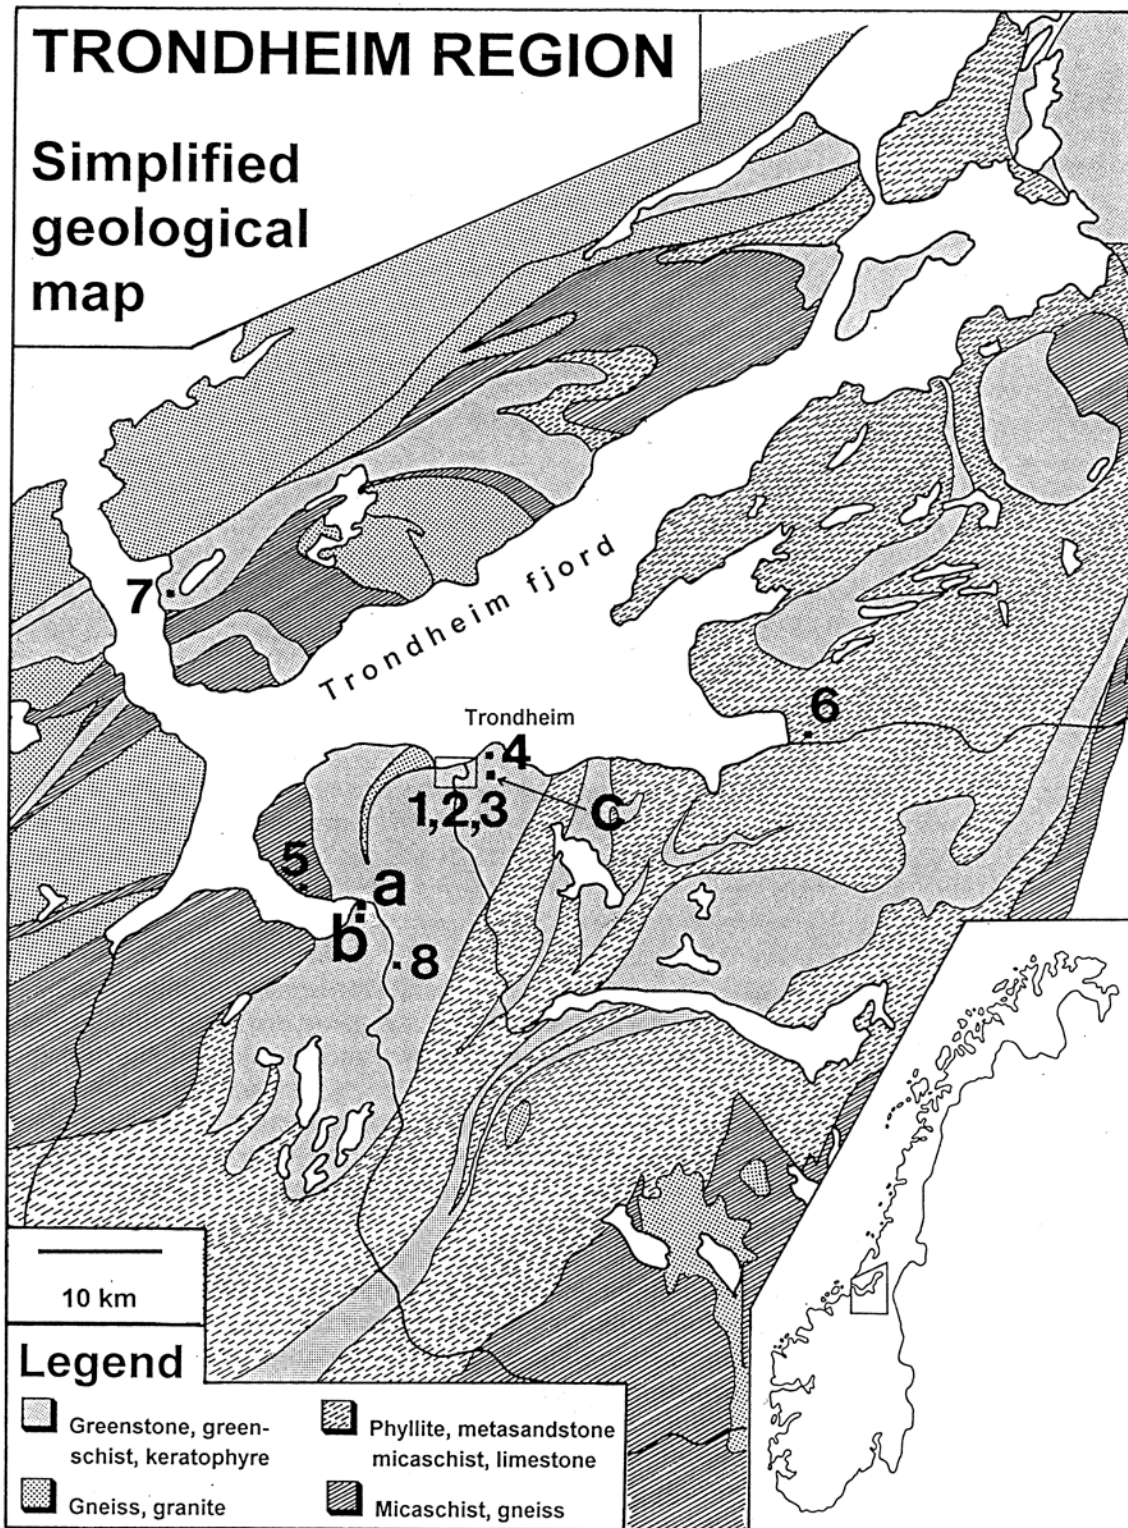 TRONDHEIM REGION
Simplified
geological
map
Trondheim fjord
7
6
Trondheim
4
1,2,3
C
5
a
b
8
10 km
Legend
Greenstone, green-
schist, keratophyre
Phyllite, metasandstone
micaschist, limestone
Gneiss, granite
Micaschist, gneiss